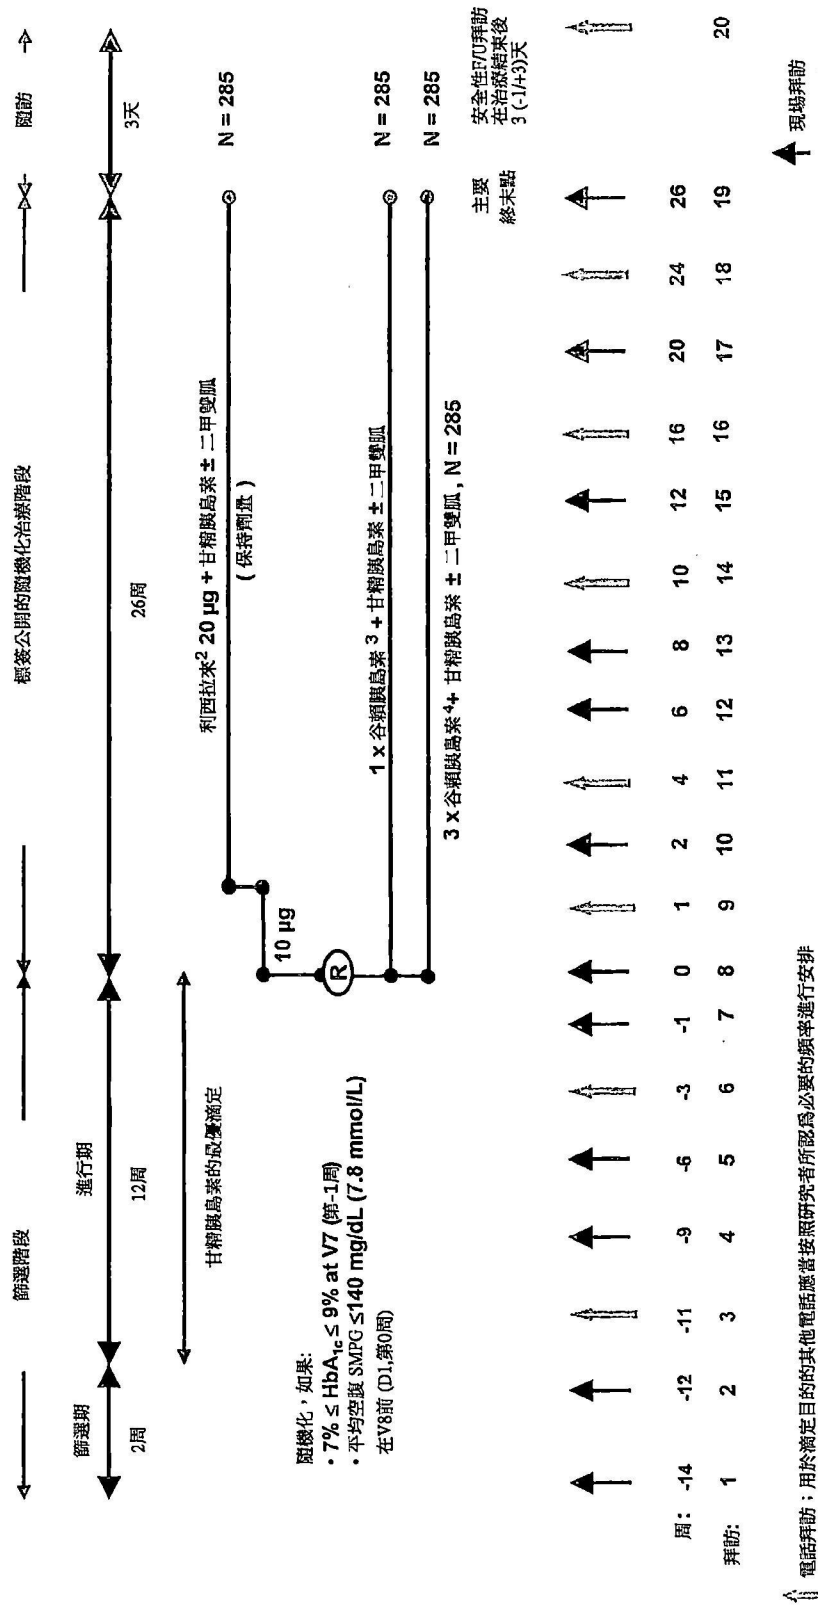 篩選階段
標簽公開的隨機化治療階段
隨訪
篩選期
進行期
2周
12周
26周
3天
甘精胰島素的最優滴定
利西拉來2 20 μg + 甘精胰島素 ± 二甲雙胍
(保持劑量)
N = 285
10 μg
R
隨機化，如果:
• 7% ≤ HbA1c ≤ 9% at V7 (第-1周)
• 平均空腹 SMPG ≤140 mg/dL (7.8 mmol/L)
在V8前 (D1,第0周)
1 x 谷賴胰島素 3 + 甘精胰島素 ± 二甲雙胍
N = 285
3 x 谷賴胰島素4+ 甘精胰島素 ± 二甲雙胍, N = 285
N = 285
主要
終末點
安全性F/U拜訪
在治療結束後
3 (-1/+3)天
周: -14 -12 -11 -9 -6 -3 -1 0 1 2 4 6 8 10 12 16 20 24 26
拜訪: 1 2 3 4 5 6 7 8 9 10 11 12 13 14 15 16 17 18 19 20
電話拜訪；用於滴定目的的其他電話應當按照研究者所認爲必要的頻率進行安排
現場拜訪